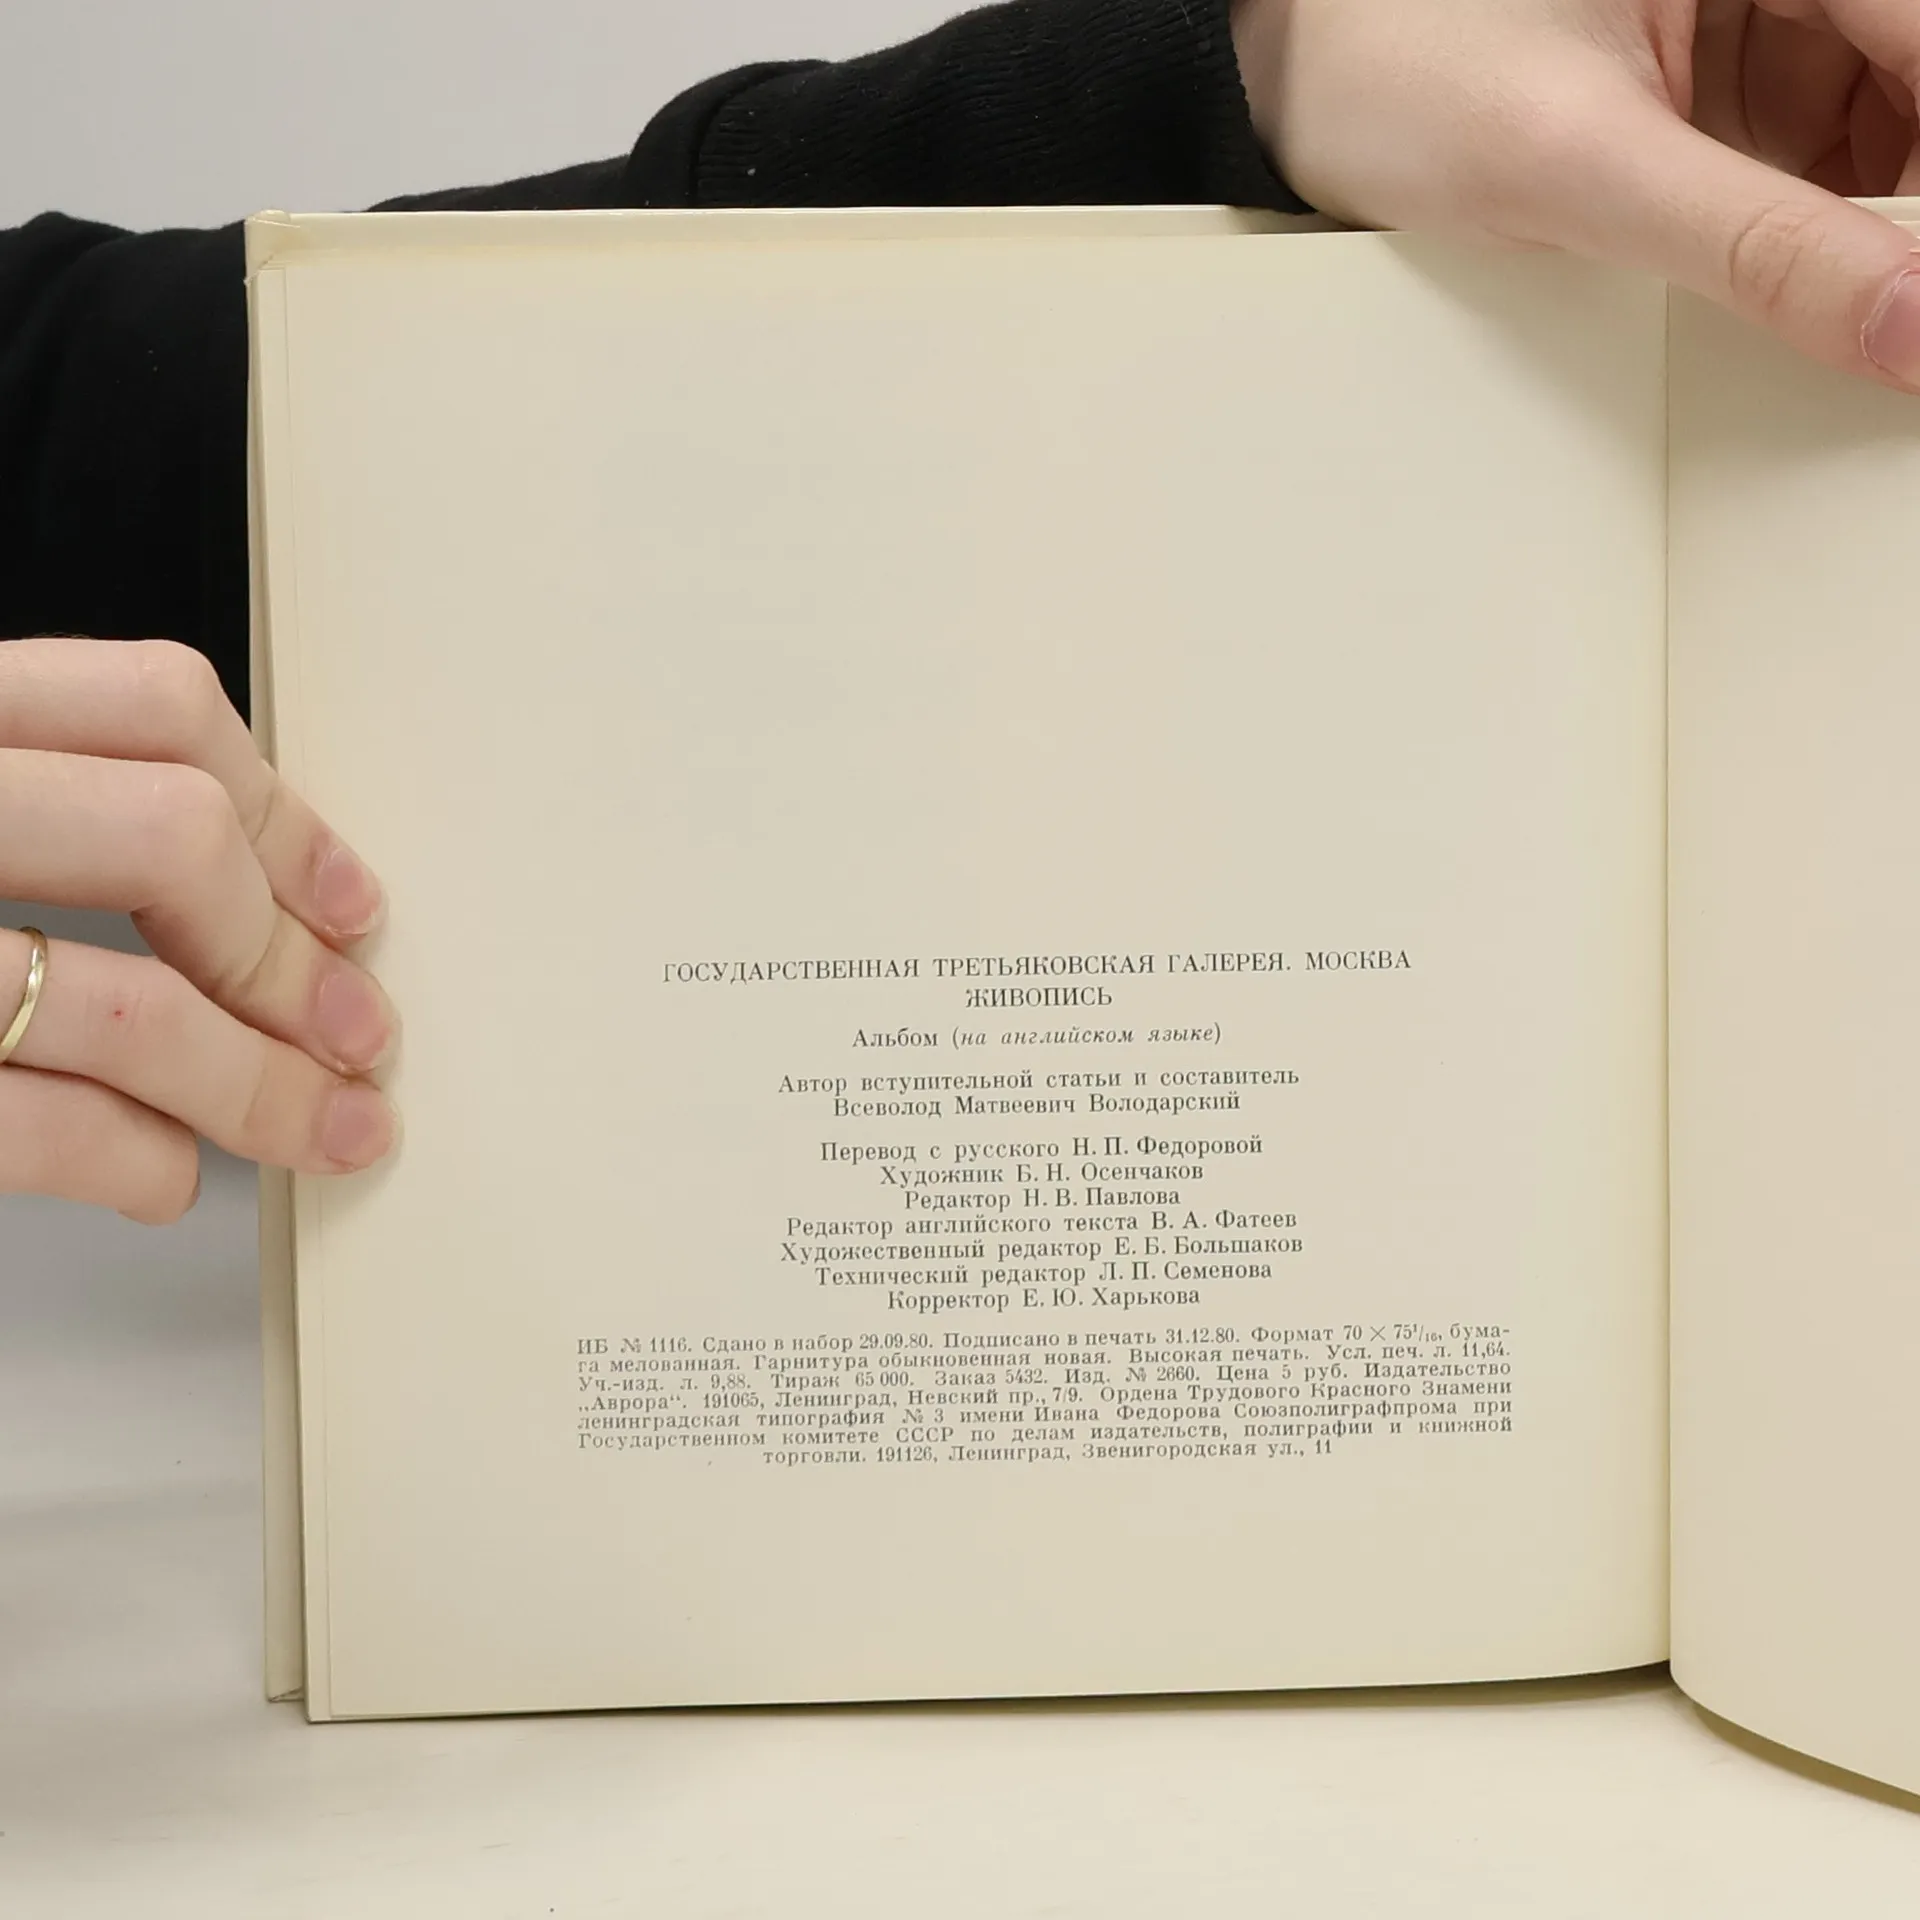 ГОСУДАРСТВЕННАЯ ТРЕТЬЯКОВСКАЯ ГАЛЕРЕЯ. МОСКВА
ЖИВОПИСЬ
Альбом (на английском языке)
Автор вступительной статьи и составитель
Всеволод Матвеевич Володарский
Перевод с русского Н. П. Федоровой
Художник Б. Н. Осенчаков
Редактор Н. В. Павлова
Редактор английского текста В. А. Фатеев
Художественный редактор Е. Б. Большаков
Технический редактор Л. П. Семенова
Корректор Е. Ю. Харькова
ИБ № 1116. Сдано в набор 29.09.80. Подписано в печать 31.12.80. Формат 70 × 75¹/₁₆, бума-
га мелованная. Гарнитура обыкновенная новая. Высокая печать. Усл. печ. л. 11,64.
Уч.-изд. л. 9,88. Тираж 65 000. Заказ 5432. Изд. № 2660. Цена 5 руб. Издательство
„Аврора“. 191065, Ленинград, Невский пр., 7/9. Ордена Трудового Красного Знамени
ленинградская типография № 3 имени Ивана Федорова Союзполиграфпрома при
Государственном комитете СССР по делам издательств, полиграфии и книжной
торговли. 191126, Ленинград, Звенигородская ул., 11